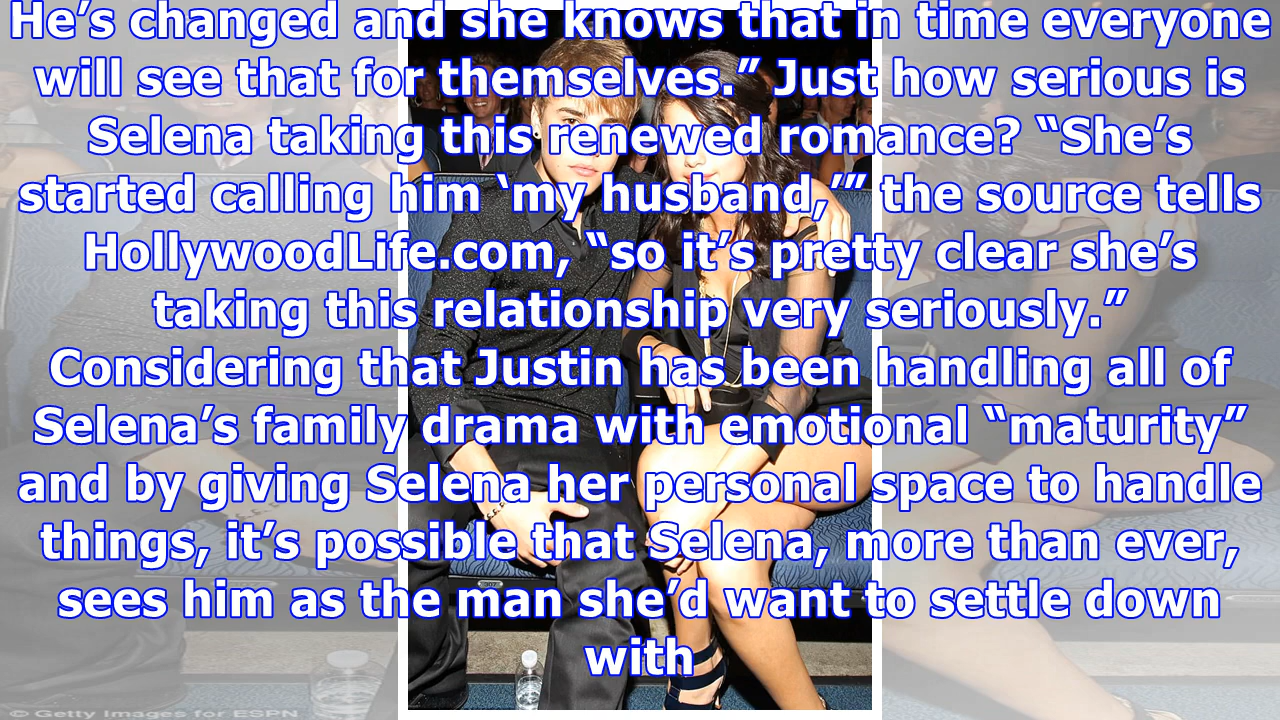 He’s changed and she knows that in time everyone
will see that for themselves.” Just how serious is
Selena taking this renewed romance? “She’s
started calling him ‘my husband,’” the source tells
HollywoodLife.com, “so it’s pretty clear she’s
taking this relationship very seriously.”
Considering that Justin has been handling all of
Selena’s family drama with emotional “maturity”
and by giving Selena her personal space to handle
things, it’s possible that Selena, more than ever,
sees him as the man she’d want to settle down
with
307
© Getty Images for ESPN